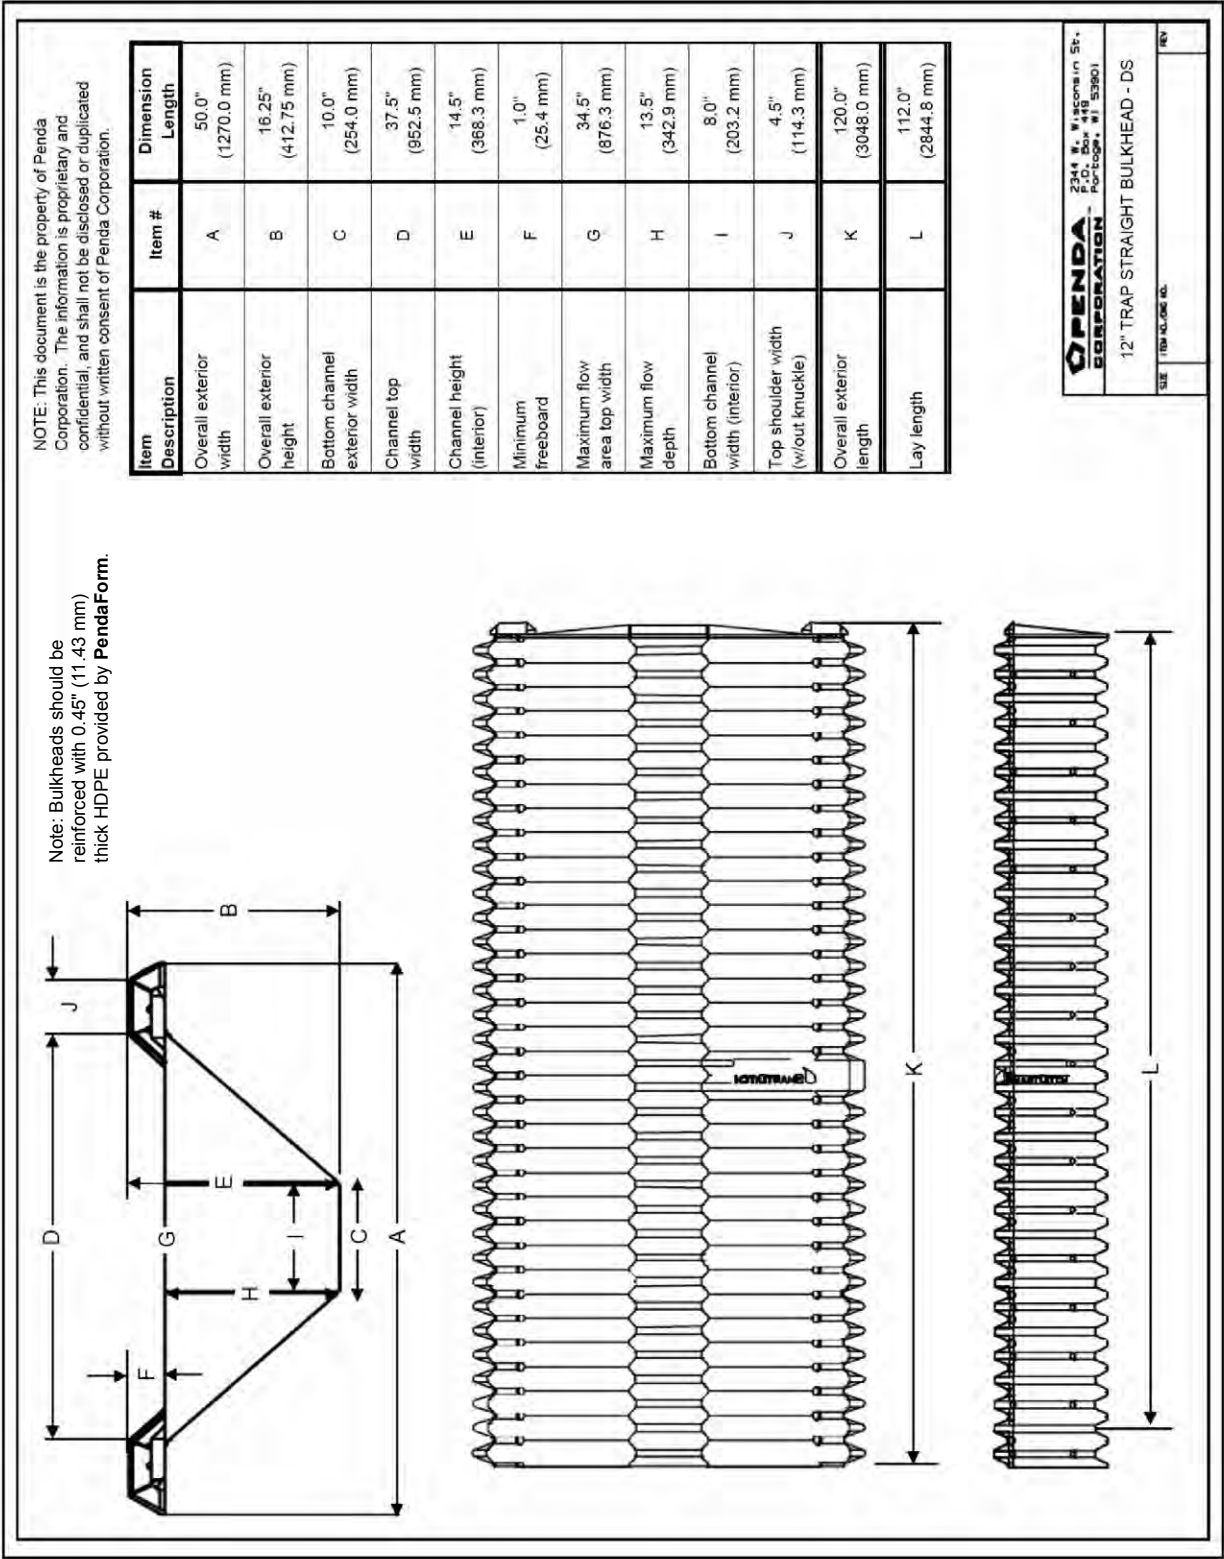 NOTE: This document is the property of Penda
Corporation. The information is proprietary and
confidential, and shall not be disclosed or duplicated
without written consent of Penda Corporation.
Note: Bulkheads should be
reinforced with 0.45" (11.43 mm)
thick HDPE provided by PendaForm.
Item Description Item # Dimension Length
Overall exterior width A 50.0" (1270.0 mm)
Overall exterior height B 16.25" (412.75 mm)
Bottom channel exterior width C 10.0" (254.0 mm)
Channel top width D 37.5" (952.5 mm)
Channel height (interior) E 14.5" (368.3 mm)
Minimum freeboard F 1.0" (25.4 mm)
Maximum flow area top width G 34.5" (876.3 mm)
Maximum flow depth H 13.5" (342.9 mm)
Bottom channel width (interior) I 8.0" (203.2 mm)
Top shoulder width (w/out knuckle) J 4.5" (114.3 mm)
Overall exterior length K 120.0" (3048.0 mm)
Lay length L 112.0" (2844.8 mm)
D
J
F
G
E
B
H
I
C
A
K
L
PENDA
CORPORATION
2344 W. Wisconsin St.
P.O. Box 449
Portage, WI 53901
12" TRAP STRAIGHT BULKHEAD - DS
SIZE ITEM NO./DWG NO. REV